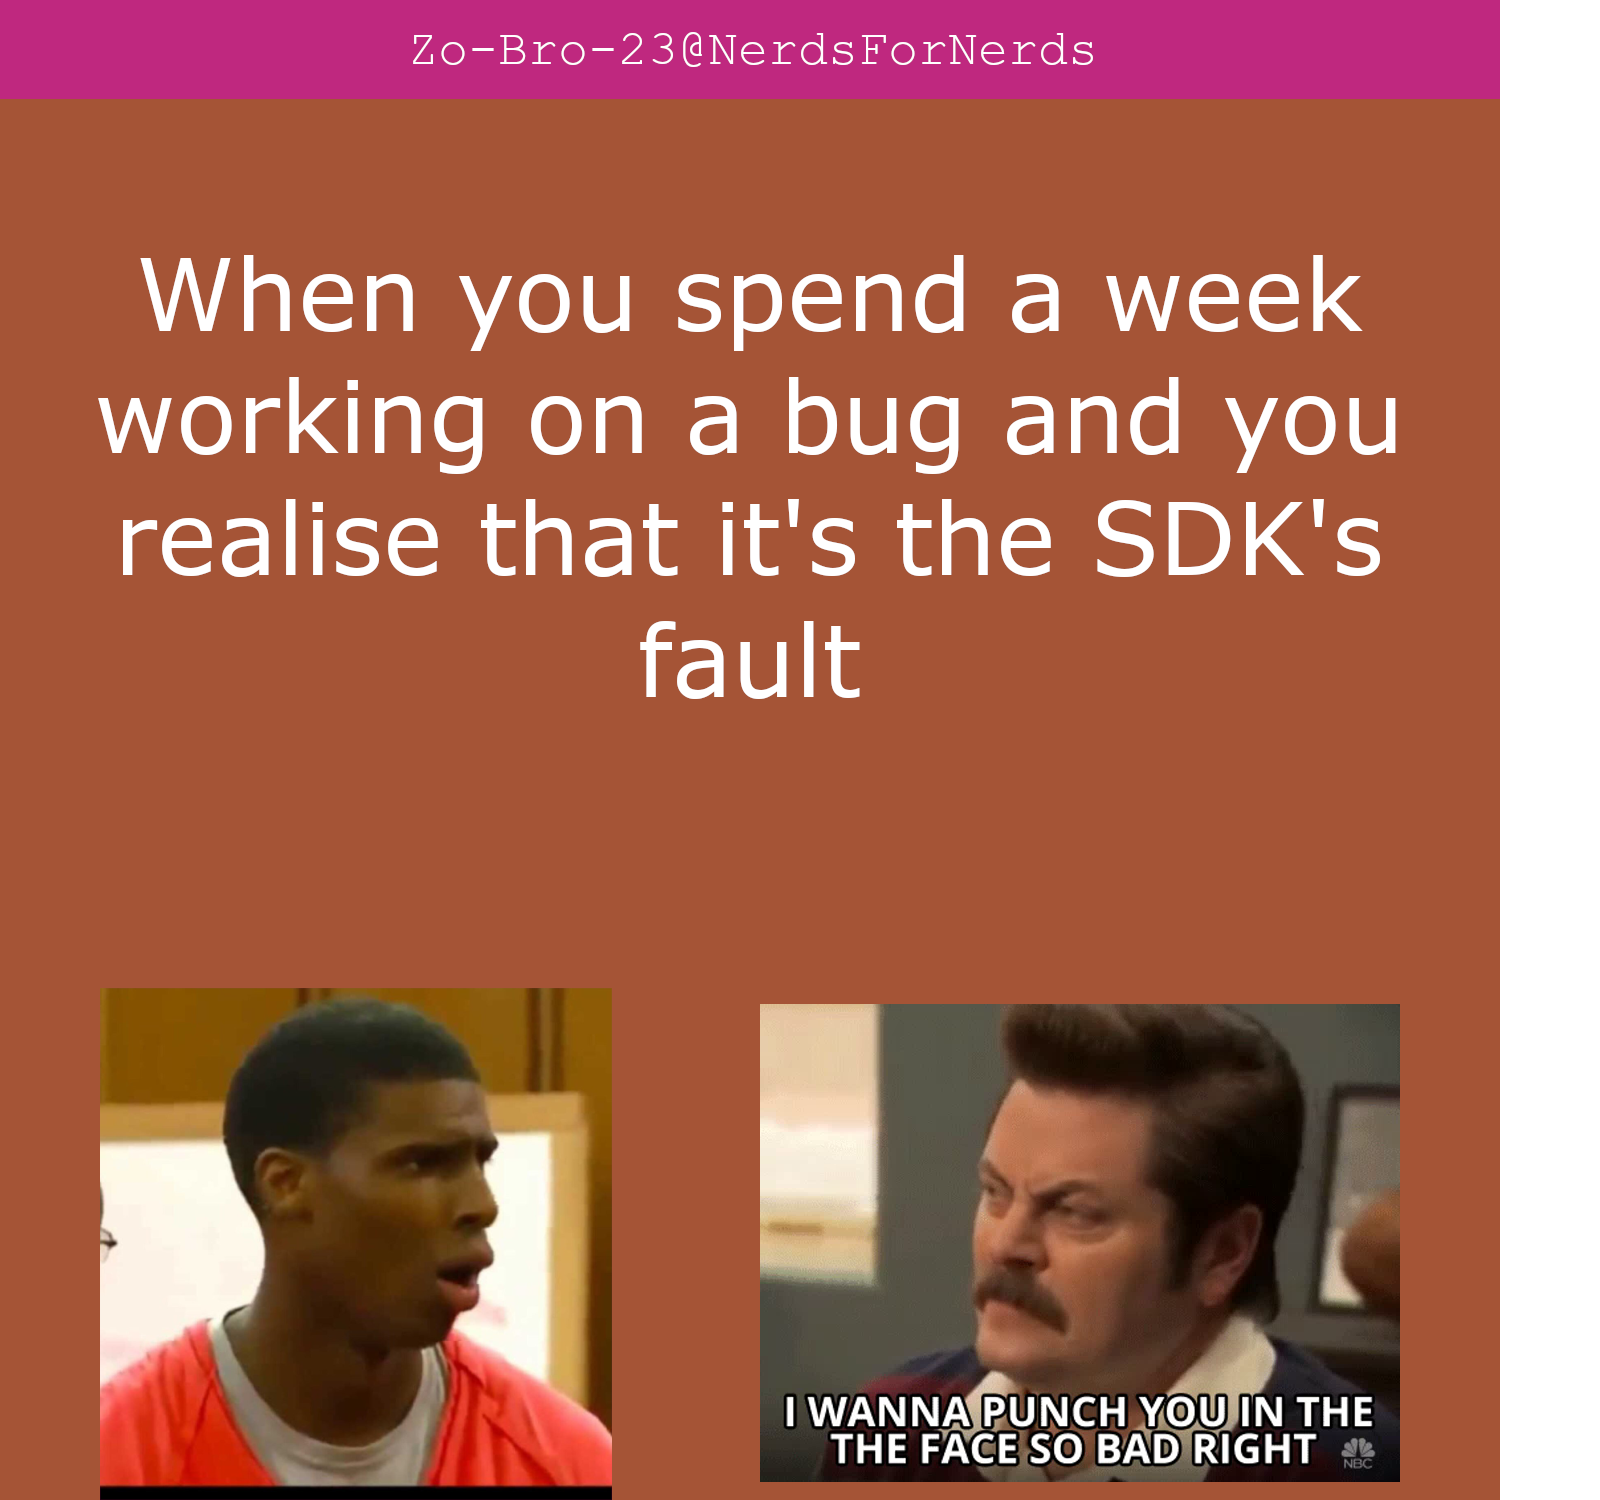 Zo-Bro-23@NerdsForNerds
When you spend a week
working on a bug and you
realise that it's the SDK's
fault
I WANNA PUNCH YOU IN THE
THE FACE SO BAD RIGHT
NBC